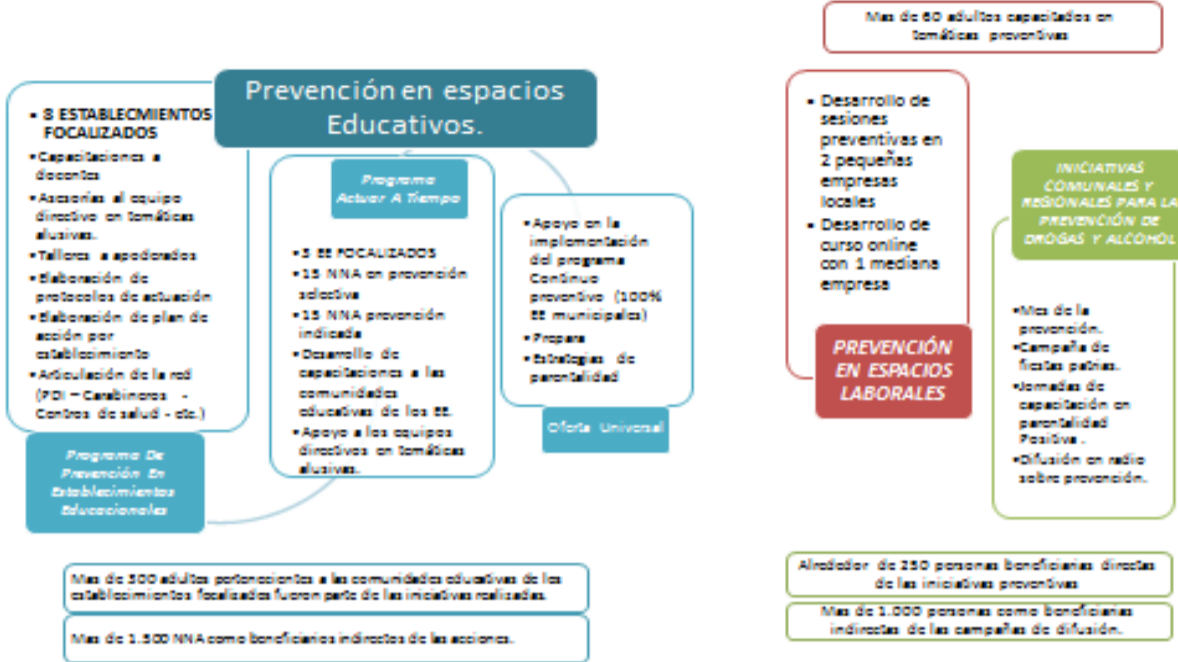 Prevención en espacios
Educativos.
• 8 ESTABLECMIENTOS
FOCALIZADOS
•Capacitaciones a
docentes
•Asesorías al equipo
directivo en temáticas
alusivas.
•Talleres a apoderados
•Elaboración de
protocolos de actuación
•Elaboración de plan de
acción por
establecimiento
•Articulación de la red
(PDI – Carabineros -
Centros de salud - etc.)
Programa De
Prevención En
Establecimientos
Educacionales
Programa
Actuar A Tiempo
EE FOCALIZADOS
•15 NNA en prevención
selectiva
•15 NNA prevención
indicada
•Desarrollo de
capacitaciones a las
comunidades
educativas de los EE.
•Apoyo a los equipos
directivos en temáticas
alusivas.
•Apoyo en la
implementación
del programa
Continuo
preventivo (100%
EE municipales)
•Prepara
•Estrategias de
parentalidad
Oferta Universal
Mas de 300 adultos pertenecientes a las comunidades educativas de los
establecimientos focalizados fueron parte de las iniciativas realizadas.
Mas de 1.500 NNA como beneficiarios indirectos de las acciones.
Mas de 60 adultos capacitados en
temáticas preventivas
• Desarrollo de
sesiones
preventivas en
2 pequeñas
empresas
locales
• Desarrollo de
curso online
con 1 mediana
empresa
PREVENCIÓN
EN ESPACIOS
LABORALES
INICIATIVAS
COMUNALES Y
REGIONALES PARA LA
PREVENCIÓN DE
DROGAS Y ALCOHOL
•Mes de la
prevención.
•Campaña de
fiestas patrias.
•Jornadas de
capacitación en
parentalidad
Positiva .
•Difusión en radio
sobre prevención.
Alrededor de 250 personas beneficiarias directas
de las iniciativas preventivas
Mas de 1.000 personas como beneficiarias
indirectas de las campañas de difusión.